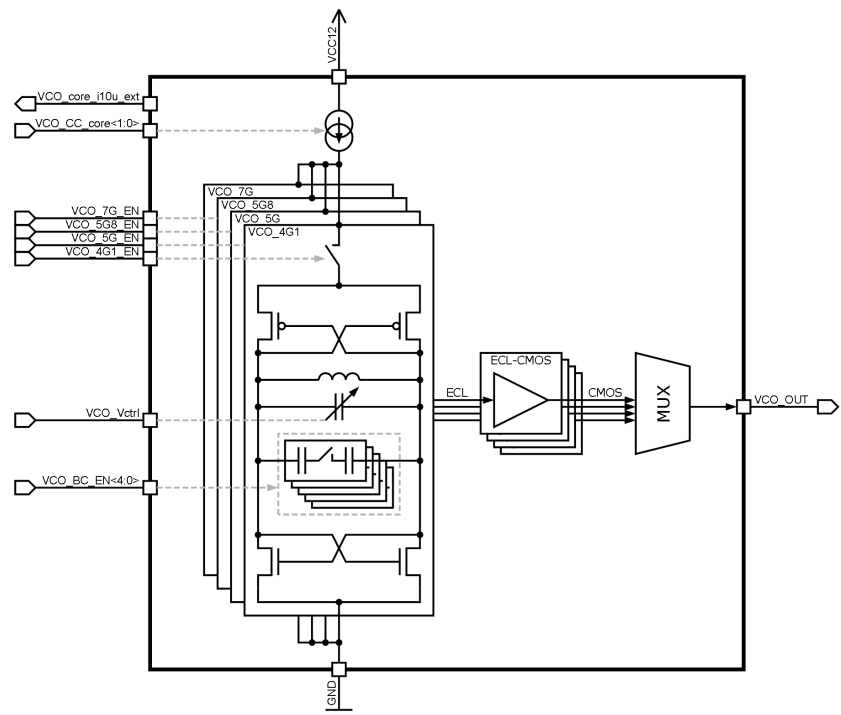 VCC12
VCO_core_i10u_ext
VCO_CC_core<1:0>
VCO_7G
VCO_5G8
VCO_5G
VCO_4G1
VCO_7G_EN
VCO_5G8_EN
VCO_5G_EN
VCO_4G1_EN
ECL-CMOS
ECL
CMOS
MUX
VCO_OUT
VCO_Vctrl
VCO_BC_EN<4:0>
GND